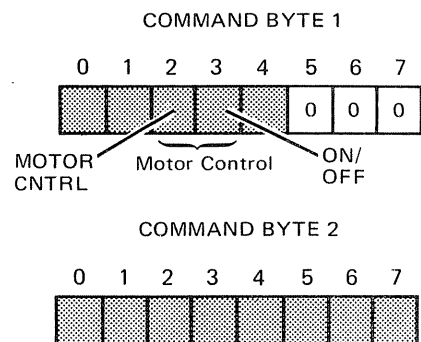 COMMAND BYTE 1
0 1 2 3 4 5 6 7
0 0 0
MOTOR CNTRL
Motor Control
ON/ OFF
COMMAND BYTE 2
0 1 2 3 4 5 6 7